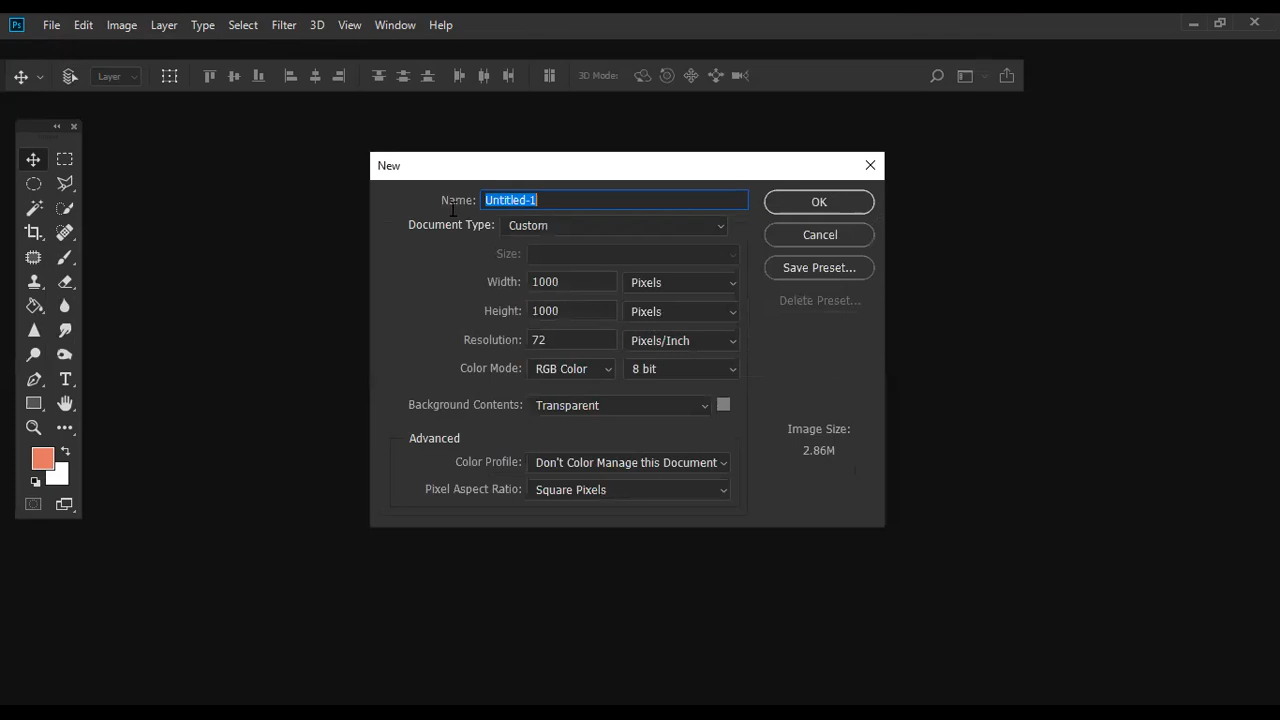 Ps File Edit Image Layer Type Select Filter 3D View Window Help
Layer 3D Mode:
New
Name: Untitled-1 OK
Document Type: Custom
Cancel
Size:
Save Preset...
Width: 1000 Pixels
Delete Preset...
Height: 1000 Pixels
Resolution: 72 Pixels/Inch
Color Mode: RGB Color 8 bit
Background Contents: Transparent
Image Size:
2.86M
Advanced
Color Profile: Don't Color Manage this Document
Pixel Aspect Ratio: Square Pixels
T